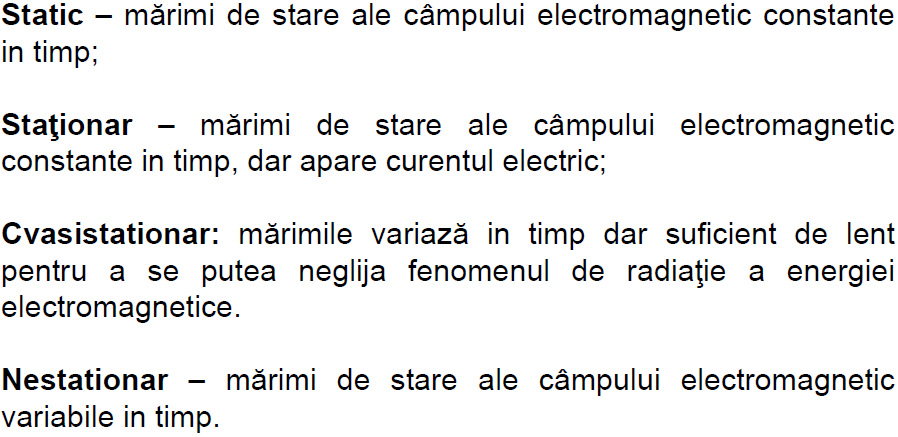 Static – mărimi de stare ale câmpului electromagnetic constante
in timp;
Staţionar – mărimi de stare ale câmpului electromagnetic
constante in timp, dar apare curentul electric;
Cvasistationar: mărimile variază in timp dar suficient de lent
pentru a se putea neglija fenomenul de radiaţie a energiei
electromagnetice.
Nestationar – mărimi de stare ale câmpului electromagnetic
variabile in timp.